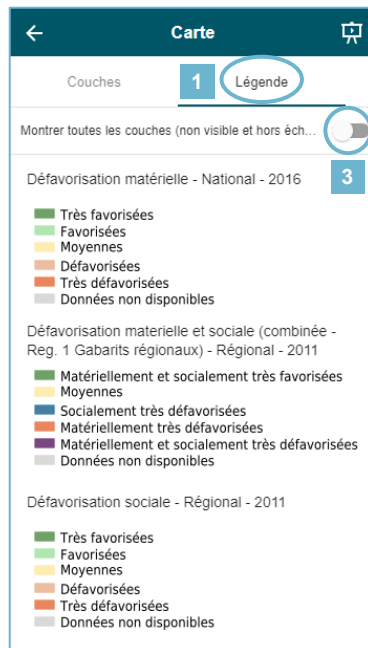 Carte
Couches
1
Légende
Montrer toutes les couches (non visible et hors éch...
3
Défavorisation matérielle - National - 2016
Très favorisées
Favorisées
Moyennes
Défavorisées
Très défavorisées
Données non disponibles
Défavorisation materielle et sociale (combinée -
Reg. 1 Gabarits régionaux) - Régional - 2011
Matériellement et socialement très favorisées
Moyennes
Socialement très défavorisées
Matériellement très défavorisées
Matériellement et socialement très défavorisées
Données non disponibles
Défavorisation sociale - Régional - 2011
Très favorisées
Favorisées
Moyennes
Défavorisées
Très défavorisées
Données non disponibles